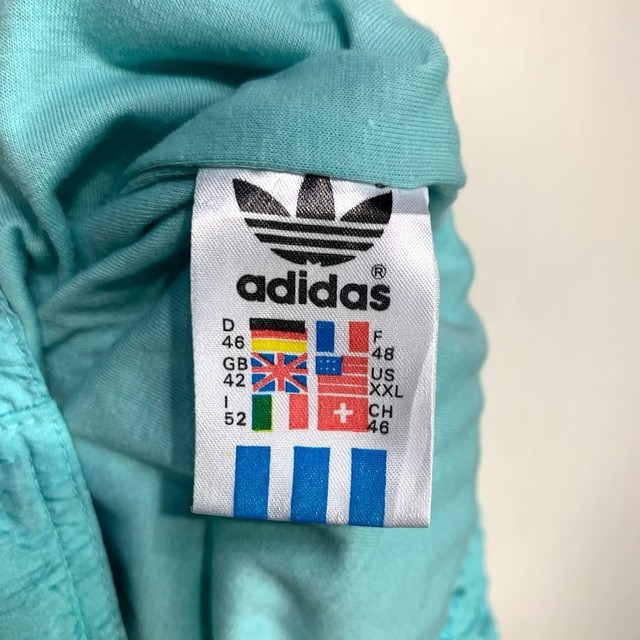 adidas®
D 46 F 48
GB 42 US XXL
I 52 CH 46